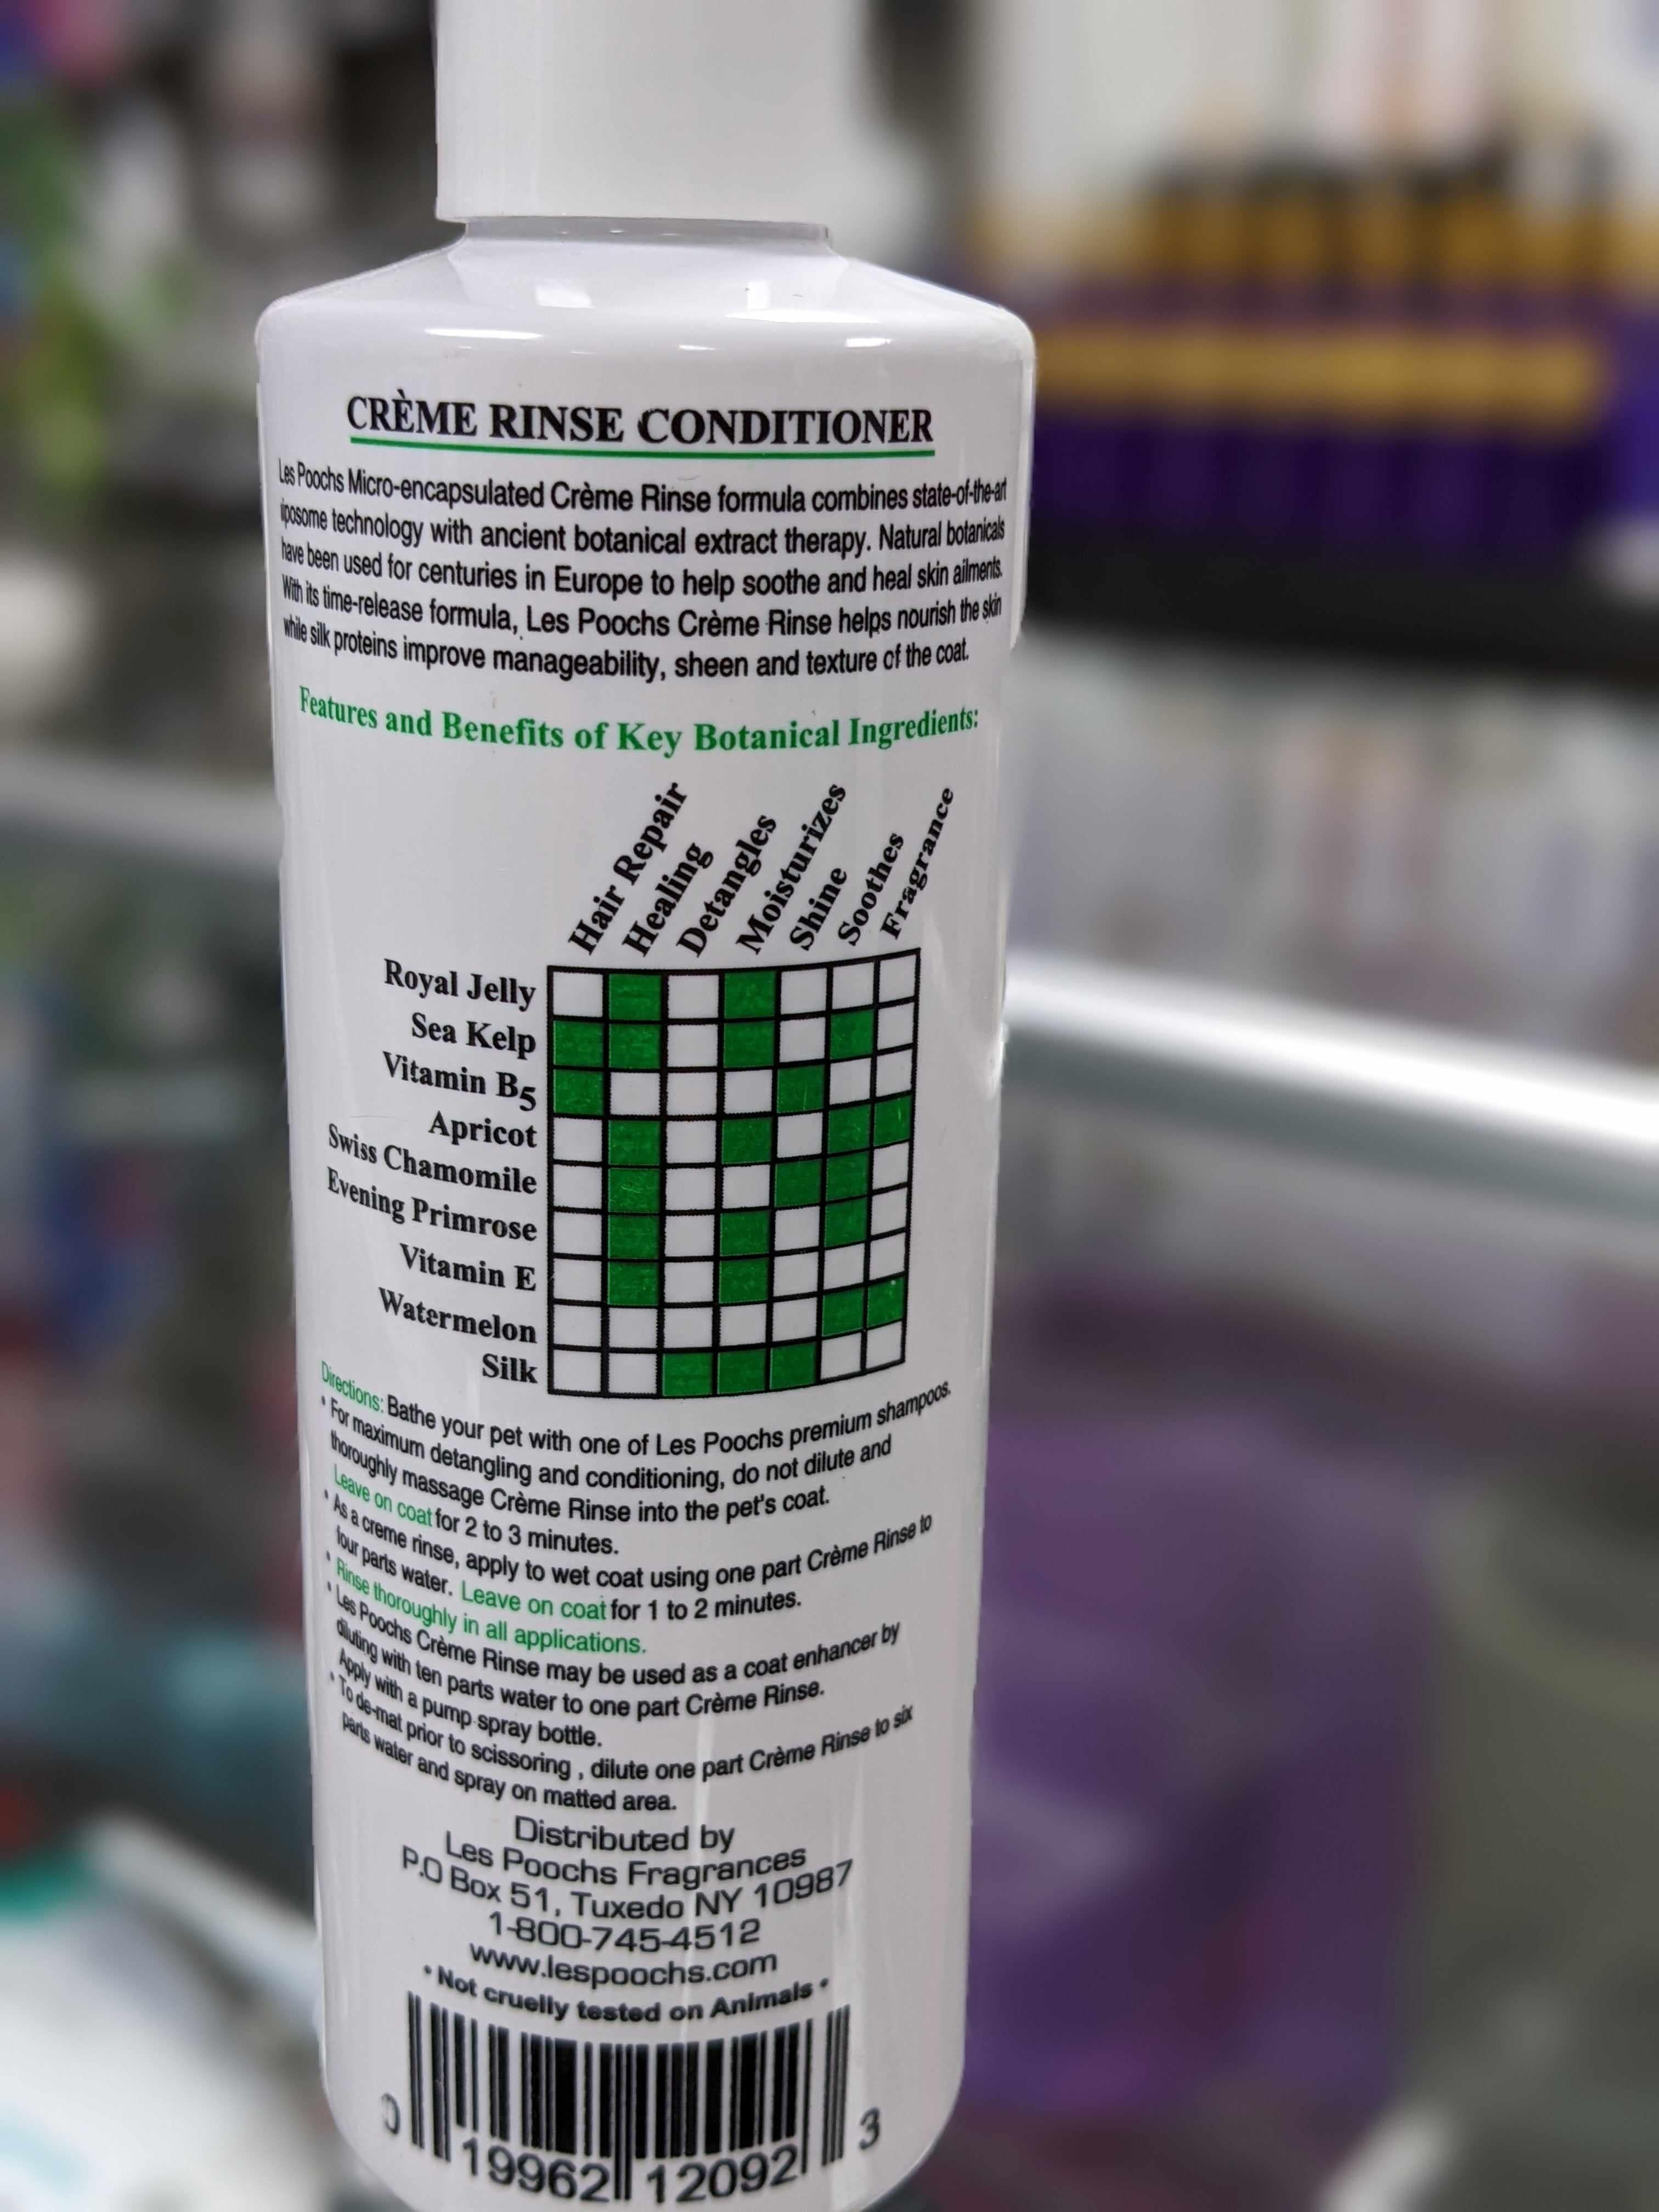 CRÈME RINSE CONDITIONER
Les Poochs Micro-encapsulated Crème Rinse formula combines state-of-the-art
liposome technology with ancient botanical extract therapy. Natural botanicals
have been used for centuries in Europe to help soothe and heal skin ailments.
With its time-release formula, Les Poochs Crème Rinse helps nourish the skin
while silk proteins improve manageability, sheen and texture of the coat.
Features and Benefits of Key Botanical Ingredients:
Hair Repair
Healing
Detangles
Moisturizes
Shine
Soothes
Fragrance
Royal Jelly
Sea Kelp
Vitamin B5
Apricot
Swiss Chamomile
Evening Primrose
Vitamin E
Watermelon
Silk
Directions: Bathe your pet with one of Les Poochs premium shampoos.
• For maximum detangling and conditioning, do not dilute and
thoroughly massage Crème Rinse into the pet's coat.
Leave on coat for 2 to 3 minutes.
• As a creme rinse, apply to wet coat using one part Crème Rinse to
four parts water. Leave on coat for 1 to 2 minutes.
• Rinse thoroughly in all applications.
• Les Poochs Crème Rinse may be used as a coat enhancer by
diluting with ten parts water to one part Crème Rinse.
Apply with a pump spray bottle.
• To de-mat prior to scissoring , dilute one part Crème Rinse to six
parts water and spray on matted area.
Distributed by
Les Poochs Fragrances
P.O Box 51, Tuxedo NY 10987
1-800-745-4512
www.lespoochs.com
• Not cruelly tested on Animals •
0 19962 12092 3